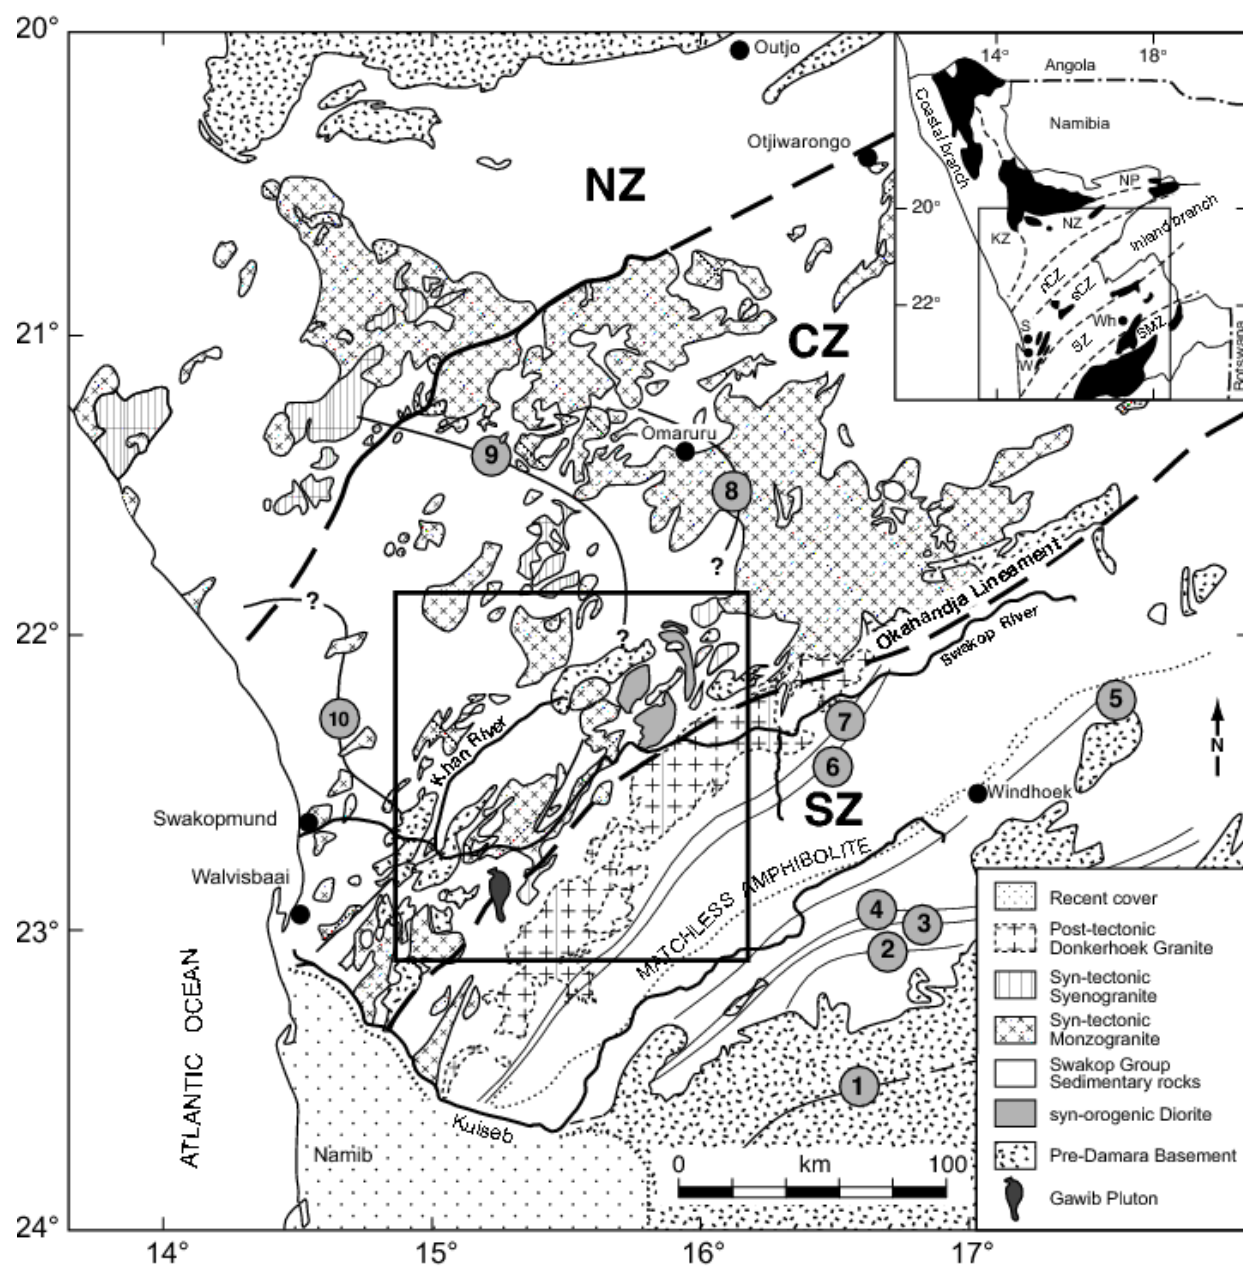 20°
21°
22°
23°
24°
14°
15°
16°
17°
Outjo
Otjiwarongo
NZ
CZ
Omaruru
9
8
?
?
?
10
Okahandja Lineament
Swakop River
Khan River
7
6
5
N
Windhoek
SZ
Swakopmund
Walvisbaai
MATCHLESS AMPHIBOLITE
4
3
2
1
ATLANTIC OCEAN
Kuiseb
Namib
0 km 100
14° 18°
Angola
Coastal branch
Namibia
NP
20°
NZ
Inland branch
KZ
nCZ
sCZ
22°
S
Wh
SZ
SMZ
W
Botswana
Recent cover
Post-tectonic
Donkerhoek Granite
Syn-tectonic
Syenogranite
Syn-tectonic
Monzogranite
Swakop Group
Sedimentary rocks
syn-orogenic Diorite
Pre-Damara Basement
Gawib Pluton